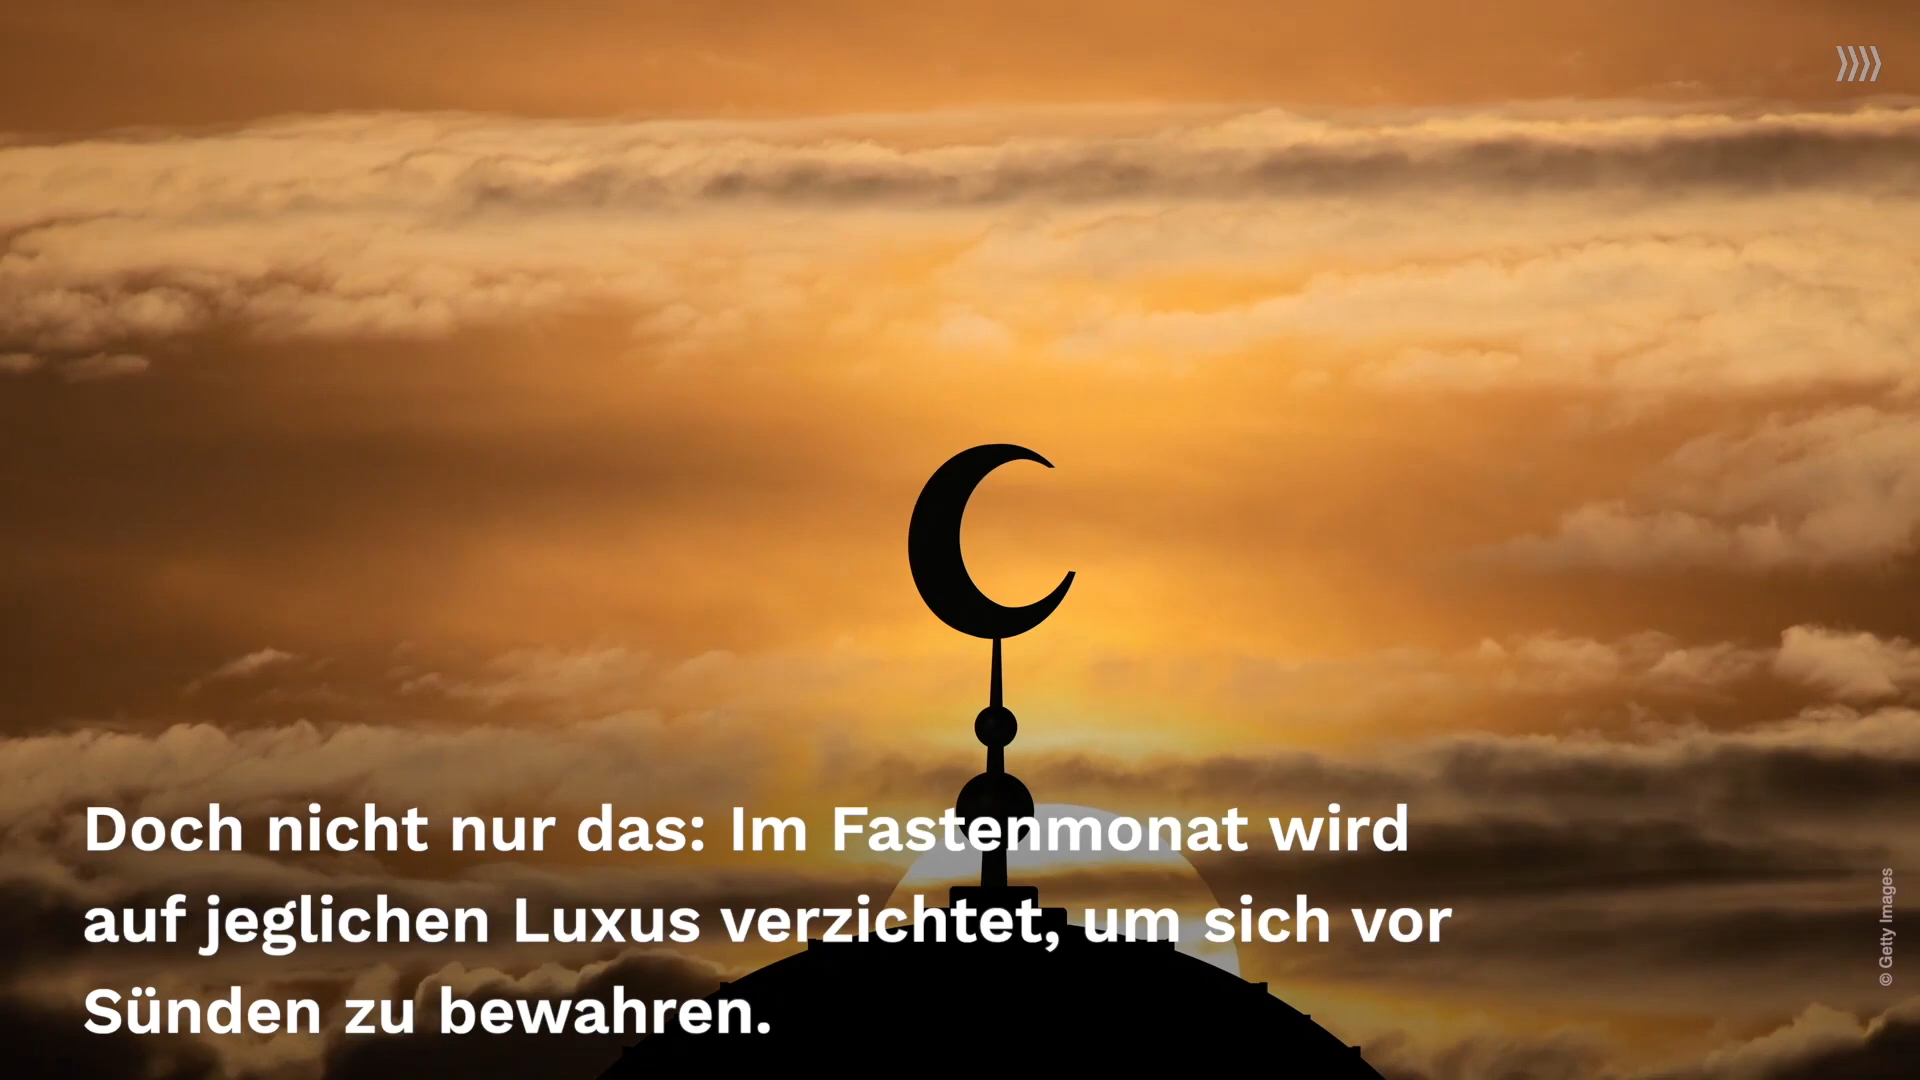 Doch nicht nur das: Im Fastenmonat wird
auf jeglichen Luxus verzichtet, um sich vor
Sünden zu bewahren.
© Getty Images